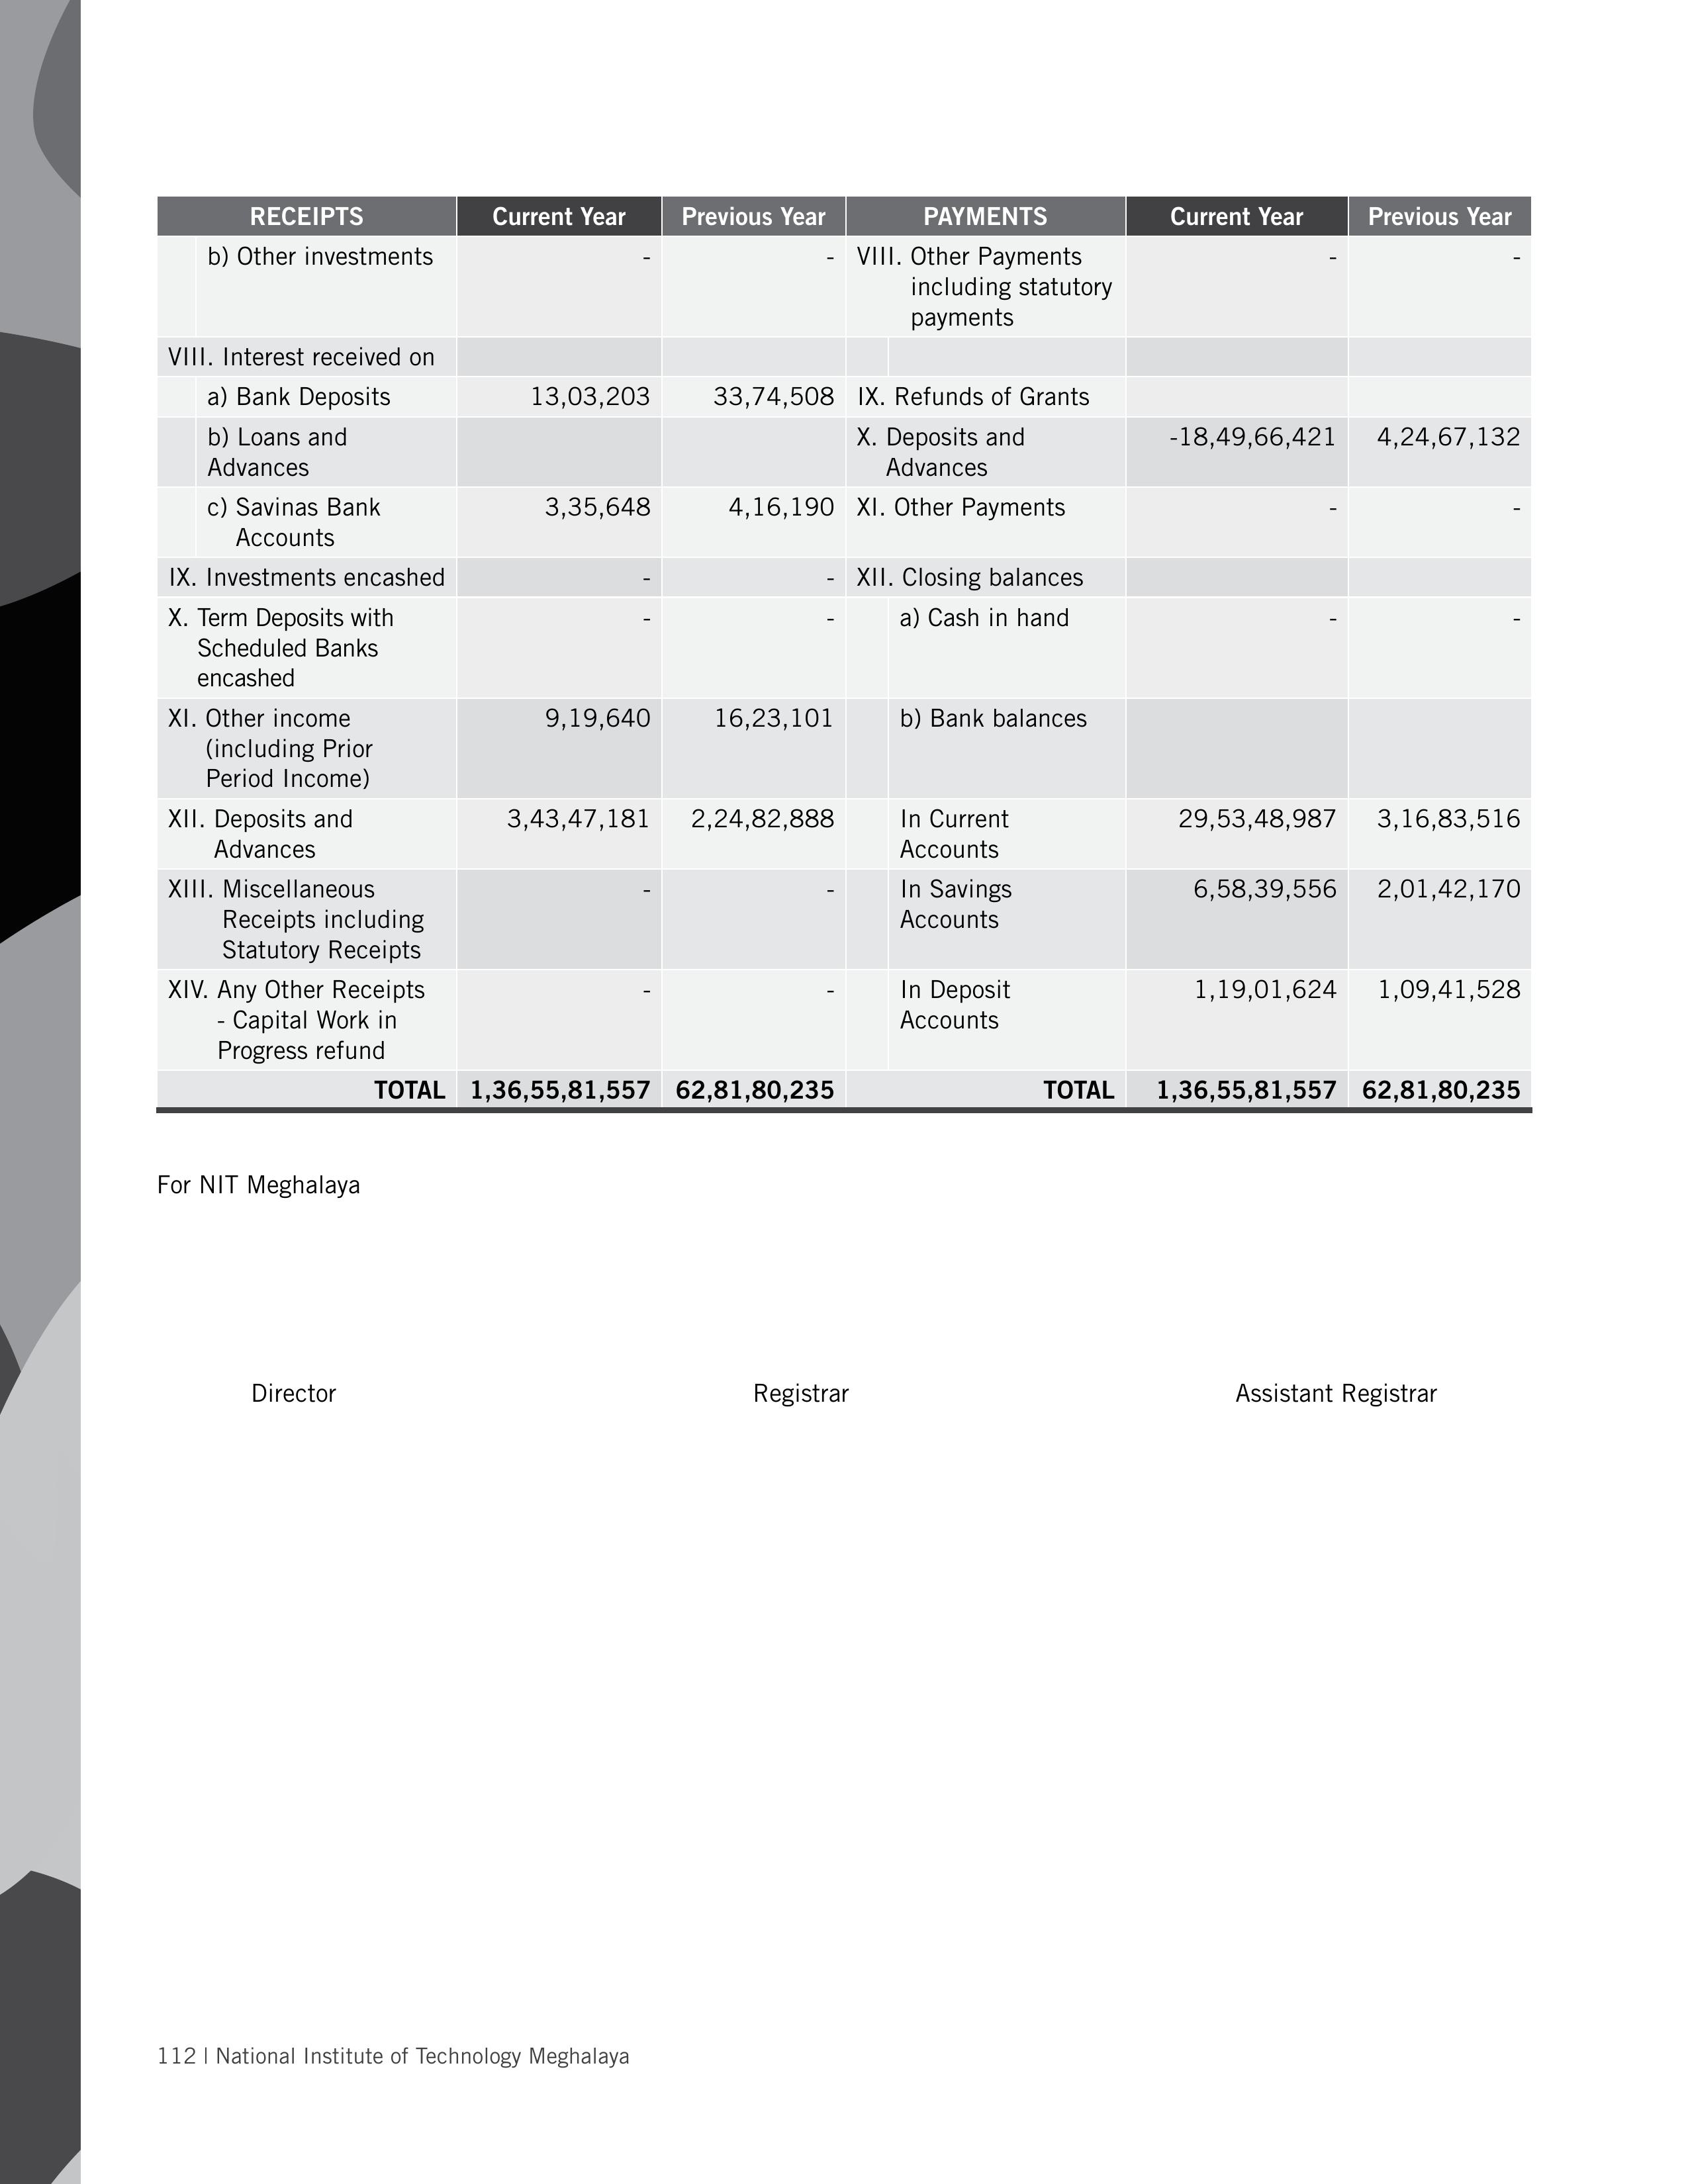 RECEIPTS Current Year Previous Year PAYMENTS Current Year Previous Year
b) Other investments - - VIII. Other Payments - -
including statutory
payments
VIII. Interest received on
a) Bank Deposits 13,03,203 33,74,508 IX. Refunds of Grants
b) Loans and X. Deposits and -18,49,66,421 4,24,67,132
Advances Advances
c) Savinas Bank 3,35,648 4,16,190 XI. Other Payments - -
Accounts
IX. Investments encashed - - XII. Closing balances
X. Term Deposits with - - a) Cash in hand - -
Scheduled Banks
encashed
XI. Other income 9,19,640 16,23,101 b) Bank balances
(including Prior
Period Income)
XII. Deposits and 3,43,47,181 2,24,82,888 In Current 29,53,48,987 3,16,83,516
Advances Accounts
XIII. Miscellaneous - - In Savings 6,58,39,556 2,01,42,170
Receipts including Accounts
Statutory Receipts
XIV. Any Other Receipts - - In Deposit 1,19,01,624 1,09,41,528
- Capital Work in Accounts
Progress refund
TOTAL 1,36,55,81,557 62,81,80,235 TOTAL 1,36,55,81,557 62,81,80,235
For NIT Meghalaya
Director Registrar Assistant Registrar
112 | National Institute of Technology Meghalaya